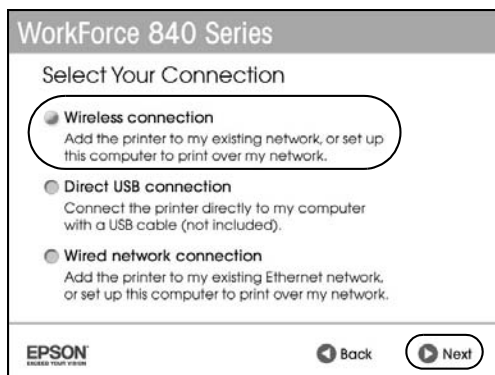 WorkForce 840 Series
Select Your Connection
Wireless connection
Add the printer to my existing network, or set up
this computer to print over my network.
Direct USB connection
Connect the printer directly to my computer
with a USB cable (not included).
Wired network connection
Add the printer to my existing Ethernet network,
or set up this computer to print over my network.
EPSON
EXCEED YOUR VISION
Back
Next